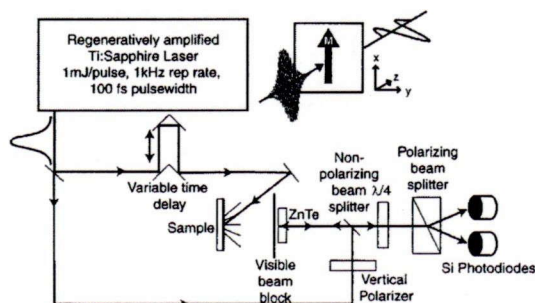 Regeneratively amplified
Ti:Sapphire Laser
1mJ/pulse, 1kHz rep rate,
100 fs pulsewidth
M
x
z
y
Variable time
delay
Sample
Visible
beam
block
ZnTe
Non-
polarizing
beam λ/4
splitter
Polarizing
beam
splitter
Vertical
Polarizer
Si Photodiodes